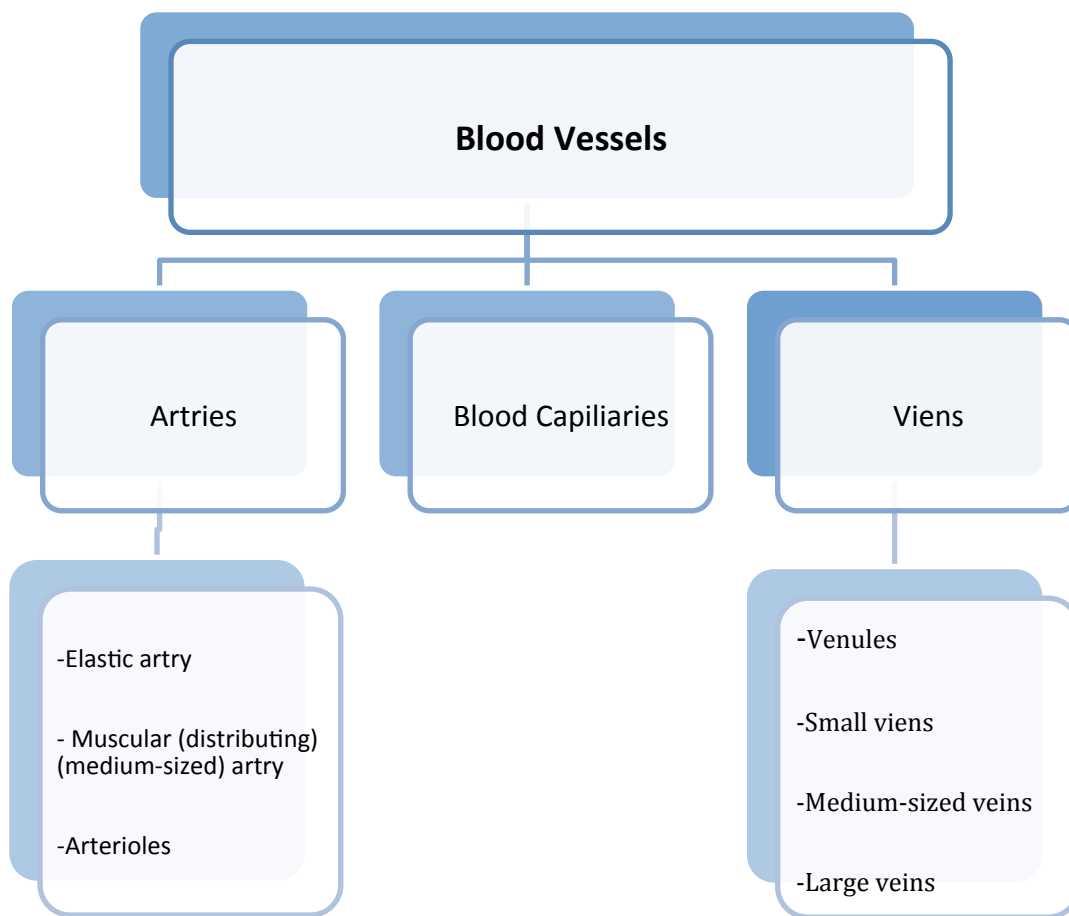 Blood Vessels
Artries
Blood Capiliaries
Viens
-Elastic artry
- Muscular (distributing)
(medium-sized) artry
-Arterioles
-Venules
-Small viens
-Medium-sized veins
-Large veins